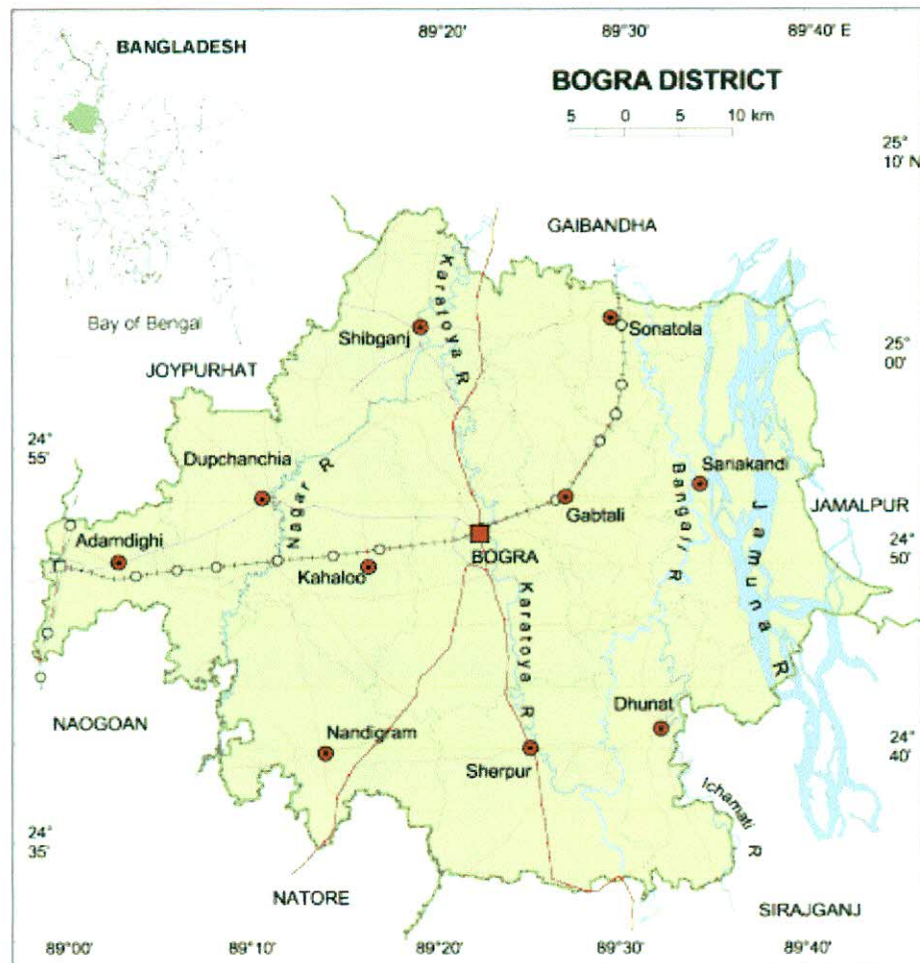 89°20' 89°30' 89°40' E
BANGLADESH
BOGRA DISTRICT
5 0 5 10 km
25°
10' N
GAIBANDHA
Karatoya R
Bay of Bengal
Shibganj
Sonatola
JOYPURHAT
25°
00'
24°
55'
Dupchanchia
Nagar R
Bangali R
Sariakandi
Jamuna R
JAMALPUR
Gabtali
Adamdighi
BOGRA
24°
50'
Kahaloo
Karatoya R
NAOGOAN
Nandigram
Dhunat
24°
40'
Sherpur
Ichamati R
24°
35'
NATORE
SIRAJGANJ
89°00' 89°10' 89°20' 89°30' 89°40'